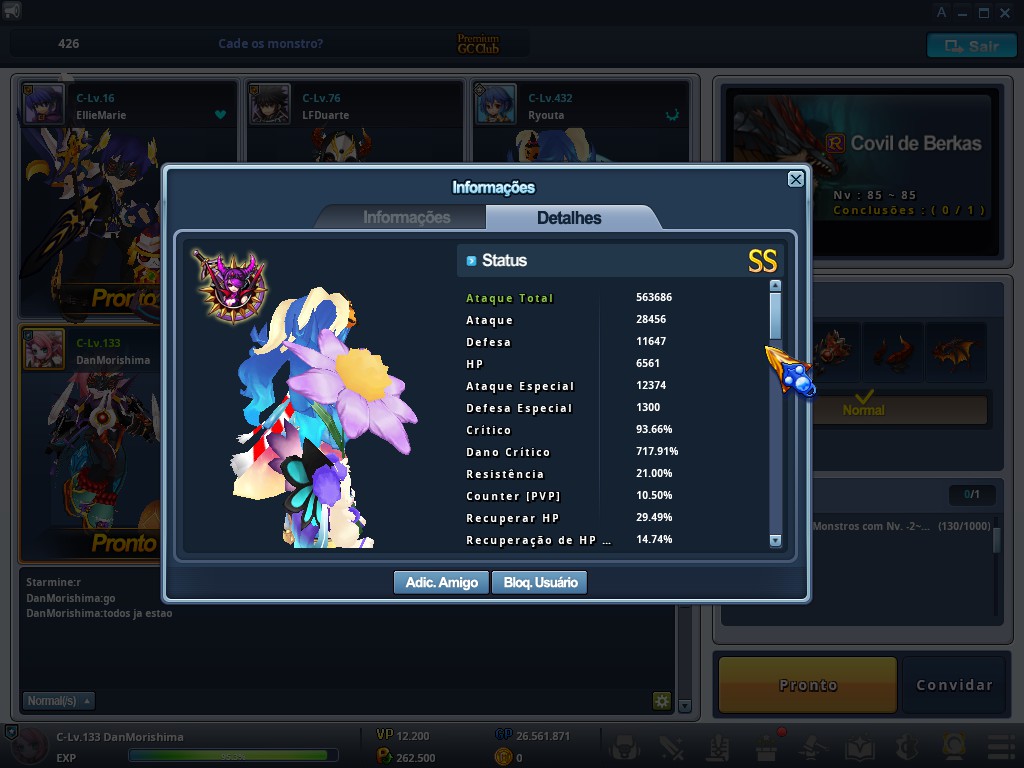 A
426 Cade os monstro? Premium GC Club Sair
C-Lv.16
EllieMarie
C-Lv.76
LFDuarte
C-Lv.432
Ryouta
R Covil de Berkas
Nv : 85 ~ 85
Conclusões : ( 0 / 1 )
Informações
Informações Detalhes
Status SS
Ataque Total 563686
Ataque 28456
Defesa 11647
HP 6561
Ataque Especial 12374
Defesa Especial 1300
Crítico 93.66%
Dano Crítico 717.91%
Resistência 21.00%
Counter [PVP] 10.50%
Recuperar HP 29.49%
Recuperação de HP ... 14.74%
Adic. Amigo Bloq. Usuário
Pronto
C-Lv.133
DanMorishima
Pronto
Normal
0/1
Monstros com Nv. -2~... (130/1000)
Starmine:r
DanMorishima:go
DanMorishima:todos ja estao
Normal(/s)
Pronto Convidar
C-Lv.133 DanMorishima
EXP
VP 12.200
GP 26.561.871
262.500
0